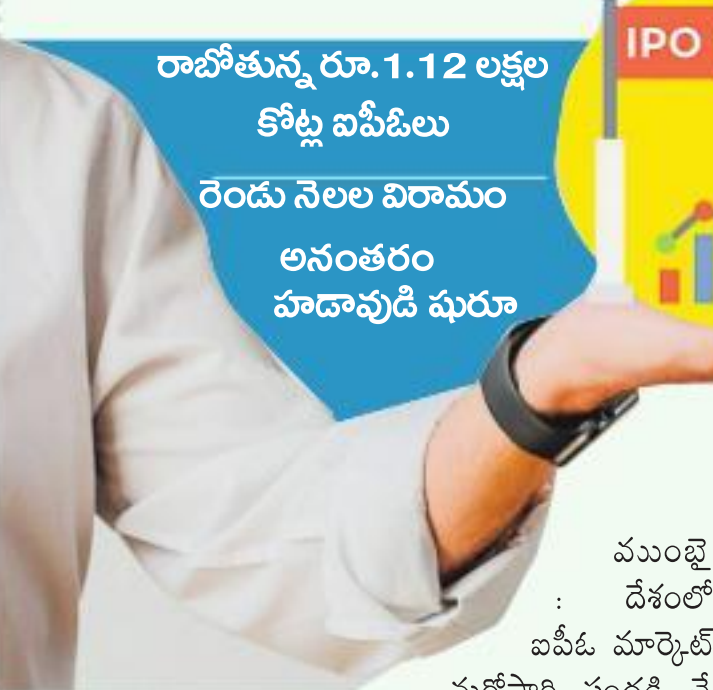 రాబోతున్న రూ.1.12 లక్షల
కోట్ల ఐపీఓలు
రెండు నెలల విరామం
అనంతరం
హడావుడి షురూ
IPO
ముంబై
: దేశంలో
ఐపీఓ మార్కెట్